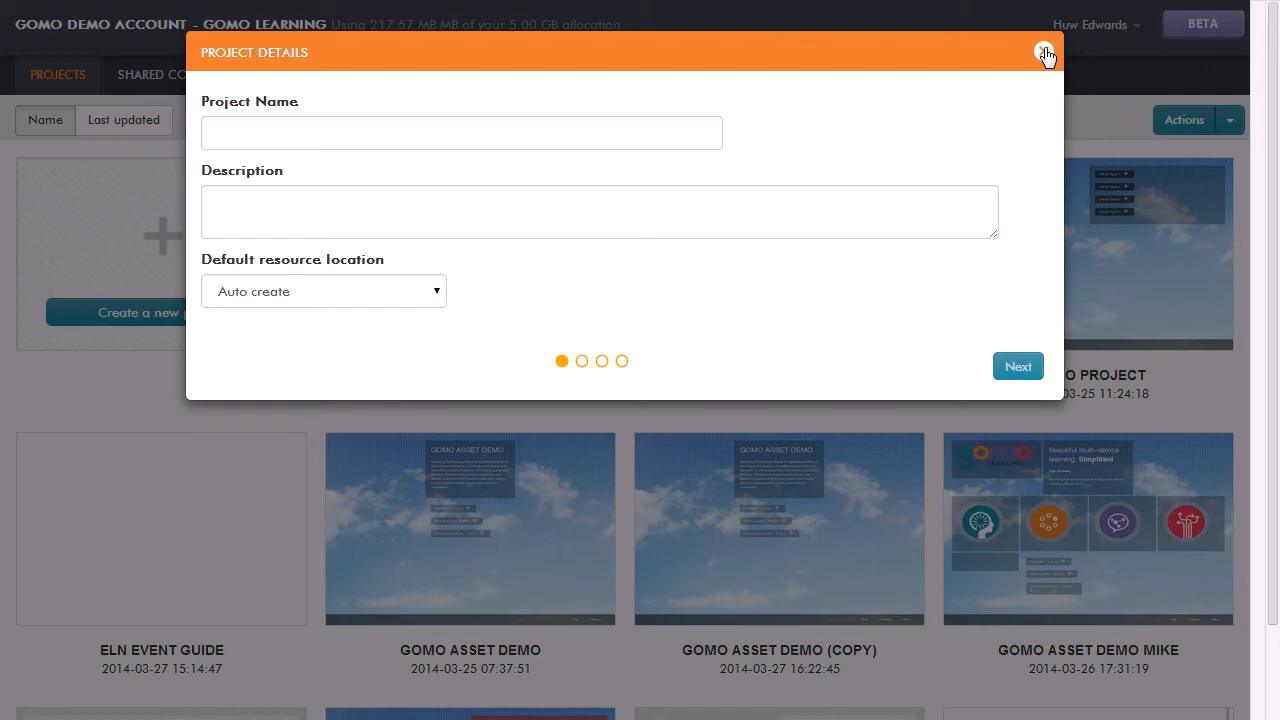 GOMO DEMO ACCOUNT - GOMO LEARNING Using 217.57 MB MB of your 5.00 GB allocation
Huw Edwards
BETA
PROJECT DETAILS
PROJECTS
SHARED CO
Project Name
Name
Last updated
Actions
Description
Default resource location
Auto create
Create a new p
Next
O PROJECT
03-25 11:24:18
GOMO ASSET DEMO
GOMO ASSET DEMO
gomo
LEARNING
Beautiful multi-device
learning. Simplified
ELN EVENT GUIDE
2014-03-27 15:14:47
GOMO ASSET DEMO
2014-03-25 07:37:51
GOMO ASSET DEMO (COPY)
2014-03-27 16:22:45
GOMO ASSET DEMO MIKE
2014-03-26 17:31:19